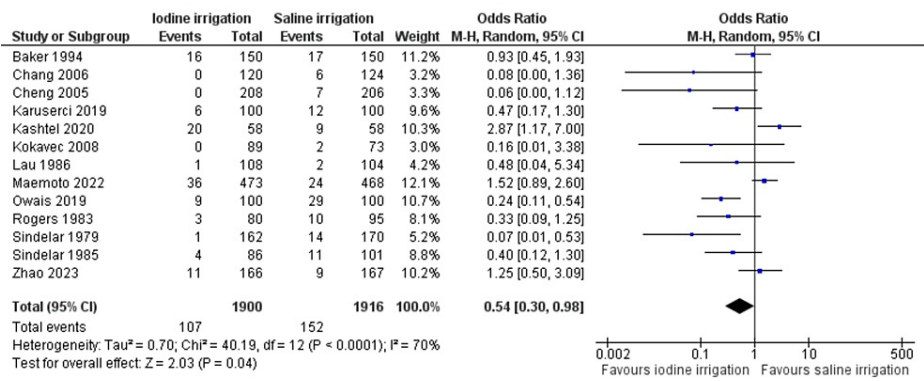 Iodine irrigation Saline irrigation Odds Ratio Odds Ratio
Study or Subgroup Events Total Events Total Weight M-H, Random, 95% CI M-H, Random, 95% CI
Baker 1994 16 150 17 150 11.2% 0.93 [0.45, 1.93]
Chang 2006 0 120 6 124 3.2% 0.08 [0.00, 1.36]
Cheng 2005 0 208 7 206 3.3% 0.06 [0.00, 1.12]
Karuserci 2019 6 100 12 100 9.6% 0.47 [0.17, 1.30]
Kashtel 2020 20 58 9 58 10.3% 2.87 [1.17, 7.00]
Kokavec 2008 0 89 2 73 3.0% 0.16 [0.01, 3.38]
Lau 1986 1 108 2 104 4.2% 0.48 [0.04, 5.34]
Maemoto 2022 36 473 24 468 12.1% 1.52 [0.89, 2.60]
Owais 2019 9 100 29 100 10.8% 0.24 [0.11, 0.54]
Rogers 1983 3 80 10 95 8.1% 0.33 [0.09, 1.25]
Sindelar 1979 1 162 14 170 5.2% 0.07 [0.01, 0.53]
Sindelar 1985 4 86 11 101 8.8% 0.40 [0.12, 1.30]
Zhao 2023 11 166 9 167 10.2% 1.25 [0.50, 3.09]
Total (95% CI) 1900 1916 100.0% 0.54 [0.30, 0.98]
Total events 107 152
Heterogeneity: Tau² = 0.70; Chi² = 40.19, df = 12 (P < 0.0001); I² = 70%
Test for overall effect: Z = 2.03 (P = 0.04)
0.002 0.1 1 10 500
Favours iodine irrigation Favours saline irrigation